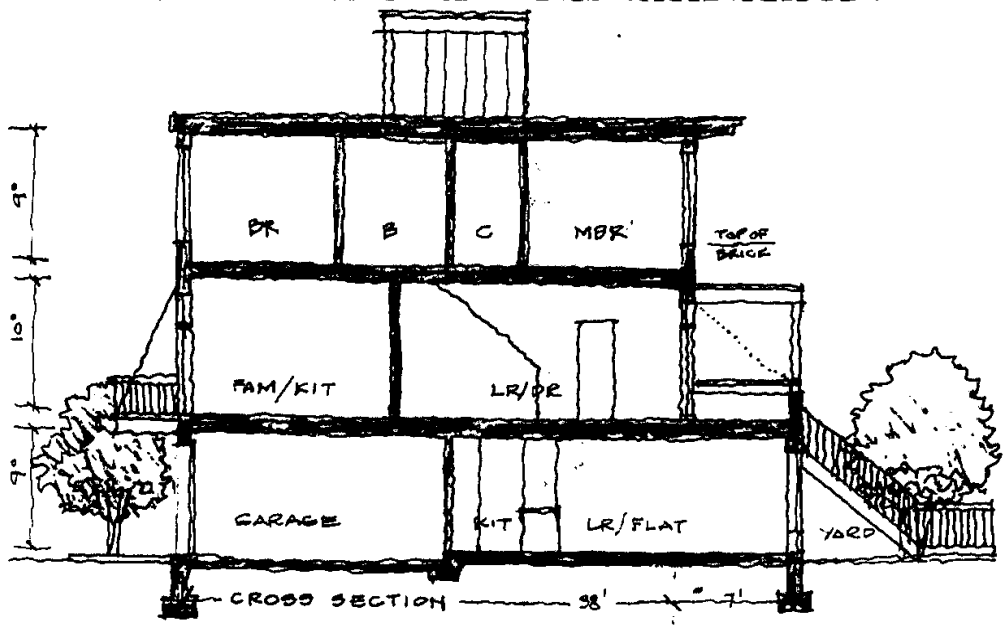 9°
BR B C MBR
TOP OF
BRICK
10°
FAM/KIT LR/DR
9°
GARAGE KIT LR/FLAT YARD
CROSS SECTION 38' 7'